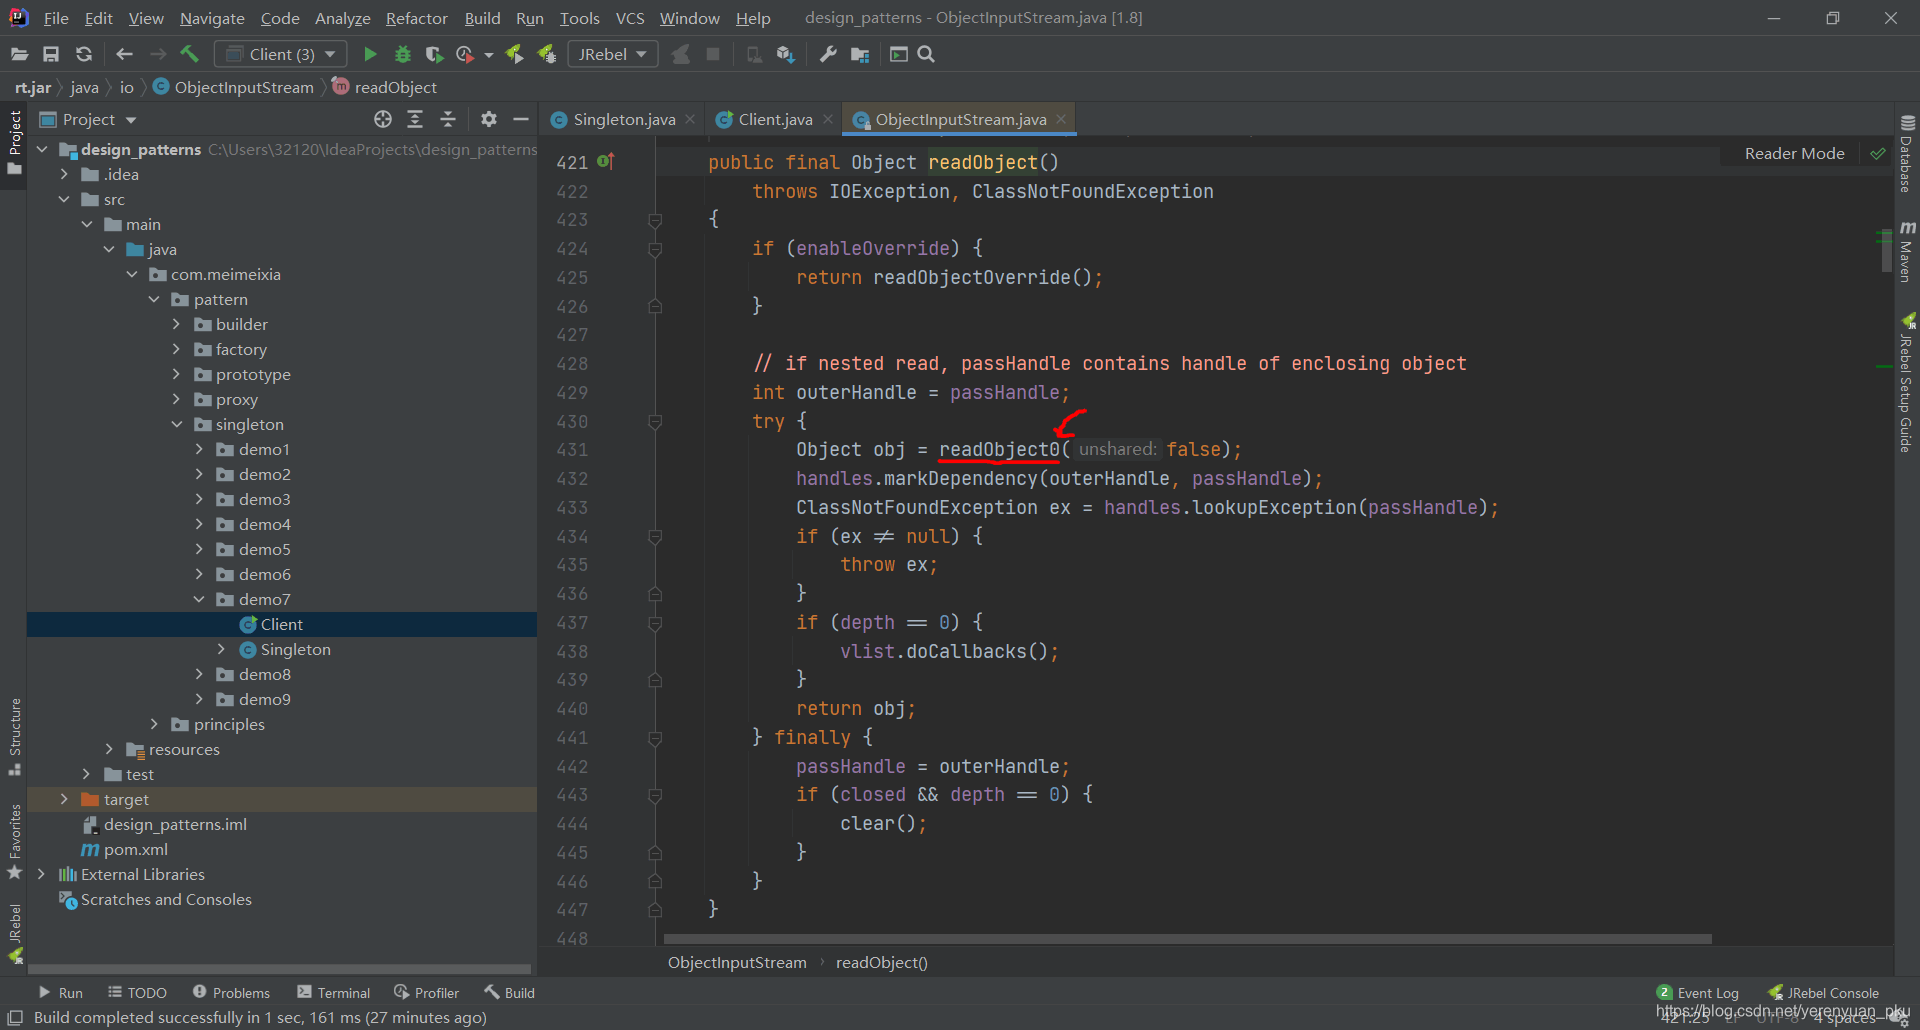 File Edit View Navigate Code Analyze Refactor Build Run Tools VCS Window Help design_patterns - ObjectInputStream.java [1.8]
Client (3) JRebel
rt.jar java io ObjectInputStream readObject
Project
Singleton.java Client.java ObjectInputStream.java
design_patterns C:\Users\32120\IdeaProjects\design_patterns
.idea
src
main
java
com.meimeixia
pattern
builder
factory
prototype
proxy
singleton
demo1
demo2
demo3
demo4
demo5
demo6
demo7
Client
Singleton
demo8
demo9
principles
resources
test
target
design_patterns.iml
pom.xml
External Libraries
Scratches and Consoles
Project
Structure
Favorites
JRebel
Reader Mode
421 public final Object readObject()
422 throws IOException, ClassNotFoundException
423 {
424 if (enableOverride) {
425 return readObjectOverride();
426 }
427
428 // if nested read, passHandle contains handle of enclosing object
429 int outerHandle = passHandle;
430 try {
431 Object obj = readObject0( unshared: false);
432 handles.markDependency(outerHandle, passHandle);
433 ClassNotFoundException ex = handles.lookupException(passHandle);
434 if (ex ≠ null) {
435 throw ex;
436 }
437 if (depth == 0) {
438 vlist.doCallbacks();
439 }
440 return obj;
441 } finally {
442 passHandle = outerHandle;
443 if (closed && depth == 0) {
444 clear();
445 }
446 }
447 }
448
Database
Maven
JRebel Setup Guide
ObjectInputStream readObject()
Run TODO Problems Terminal Profiler Build 2 Event Log JRebel Console
Build completed successfully in 1 sec, 161 ms (27 minutes ago) 421:25 LF UTF-8 4 spaces
https://blog.csdn.net/yerenyuan_pku